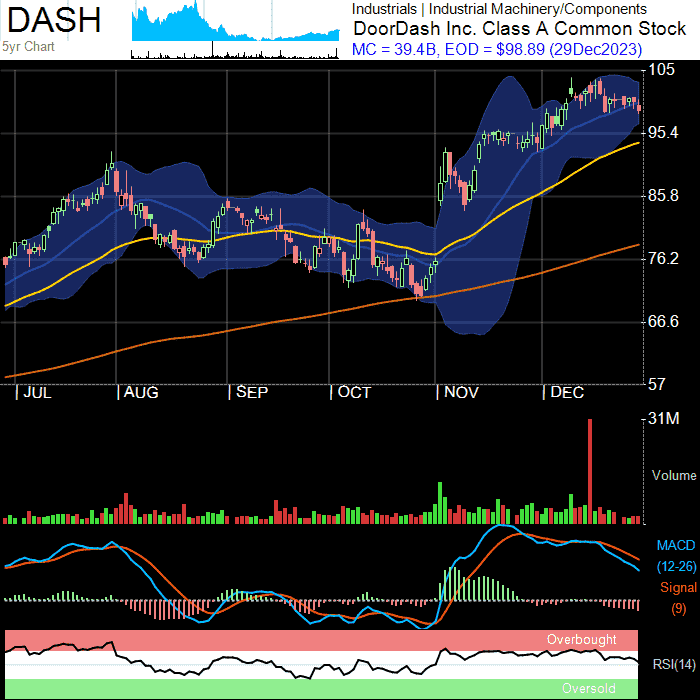 DASH
5yr Chart
Industrials | Industrial Machinery/Components
DoorDash Inc. Class A Common Stock
MC = 39.4B, EOD = $98.89 (29Dec2023)
105
95.4
85.8
76.2
66.6
57
| JUL | AUG | SEP | OCT | NOV | DEC
31M
Volume
MACD
(12-26)
Signal
(9)
Overbought
RSI(14)
Oversold